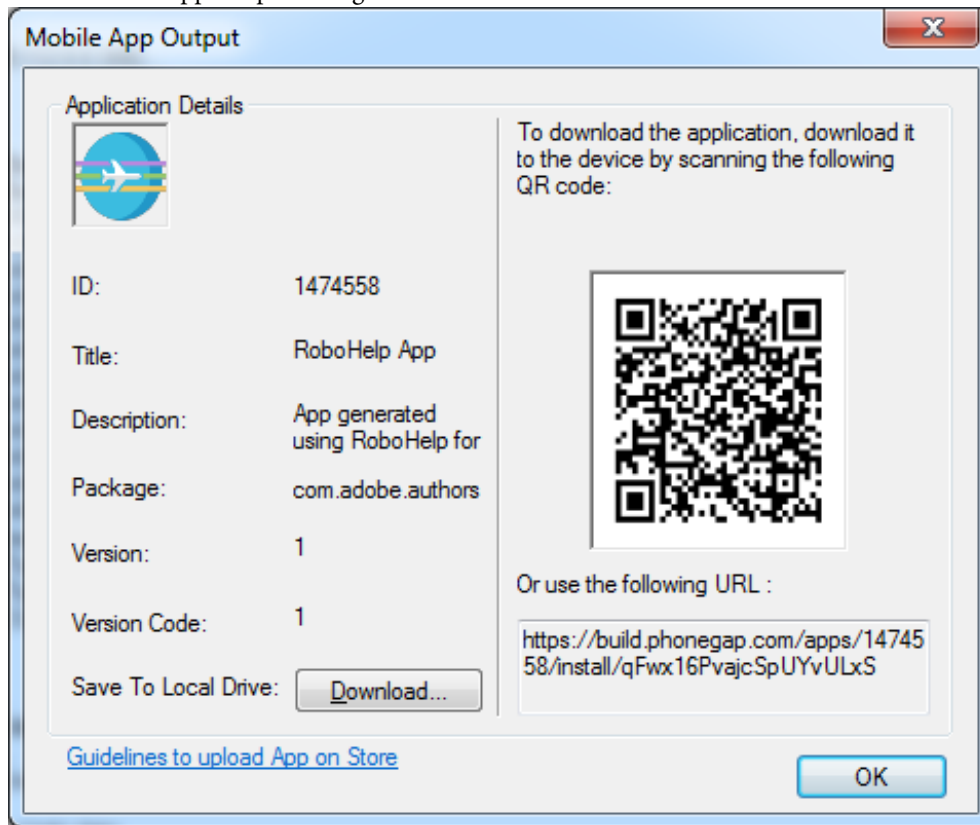 Mobile App Output
Application Details
ID: 1474558
Title: RoboHelp App
Description: App generated
using RoboHelp for
Package: com.adobe.authors
Version: 1
Version Code: 1
Save To Local Drive: Download...
To download the application, download it
to the device by scanning the following
QR code:
Or use the following URL :
https://build.phonegap.com/apps/14745
58/install/qFwx16PvajcSpUYvULxS
Guidelines to upload App on Store
OK